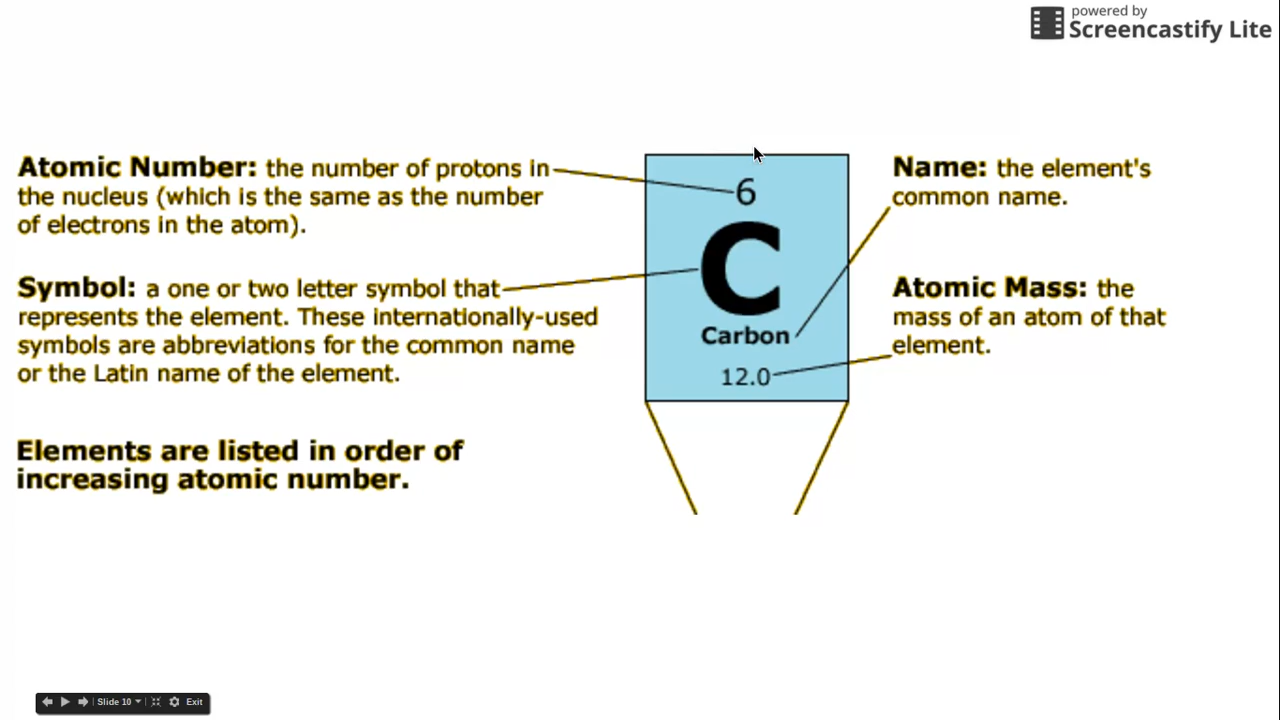 powered by
Screencastify Lite
Atomic Number: the number of protons in
the nucleus (which is the same as the number
of electrons in the atom).
Symbol: a one or two letter symbol that
represents the element. These internationally-used
symbols are abbreviations for the common name
or the Latin name of the element.
Elements are listed in order of
increasing atomic number.
6
C
Carbon
12.0
Name: the element's
common name.
Atomic Mass: the
mass of an atom of that
element.
Slide 10 Exit